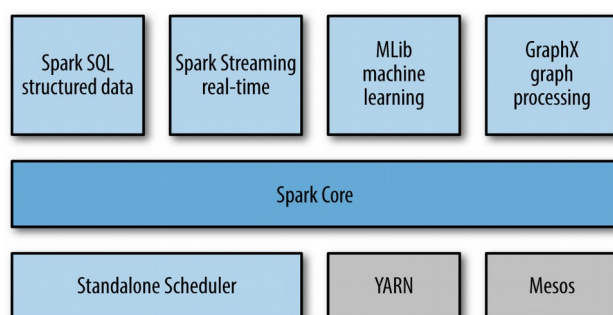 Spark SQL
structured data
Spark Streaming
real-time
MLib
machine
learning
GraphX
graph
processing
Spark Core
Standalone Scheduler
YARN
Mesos